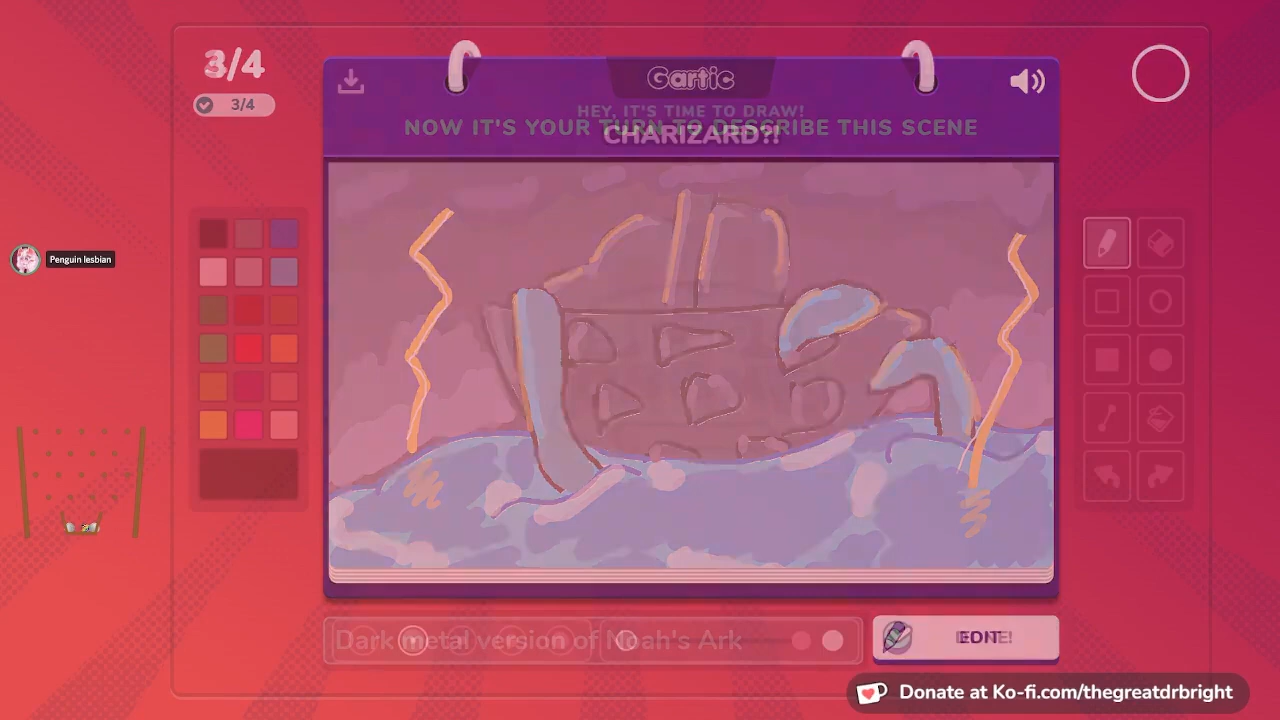 3/4
3/4
Gartic
HEY, IT'S TIME TO DRAW!
NOW IT'S YOUR TURN TO DESCRIBE THIS SCENE
CHARIZARD?!
Penguin lesbian
Dark metal version of Noah's Ark
EDIT
Donate at Ko-fi.com/thegreatdrbright